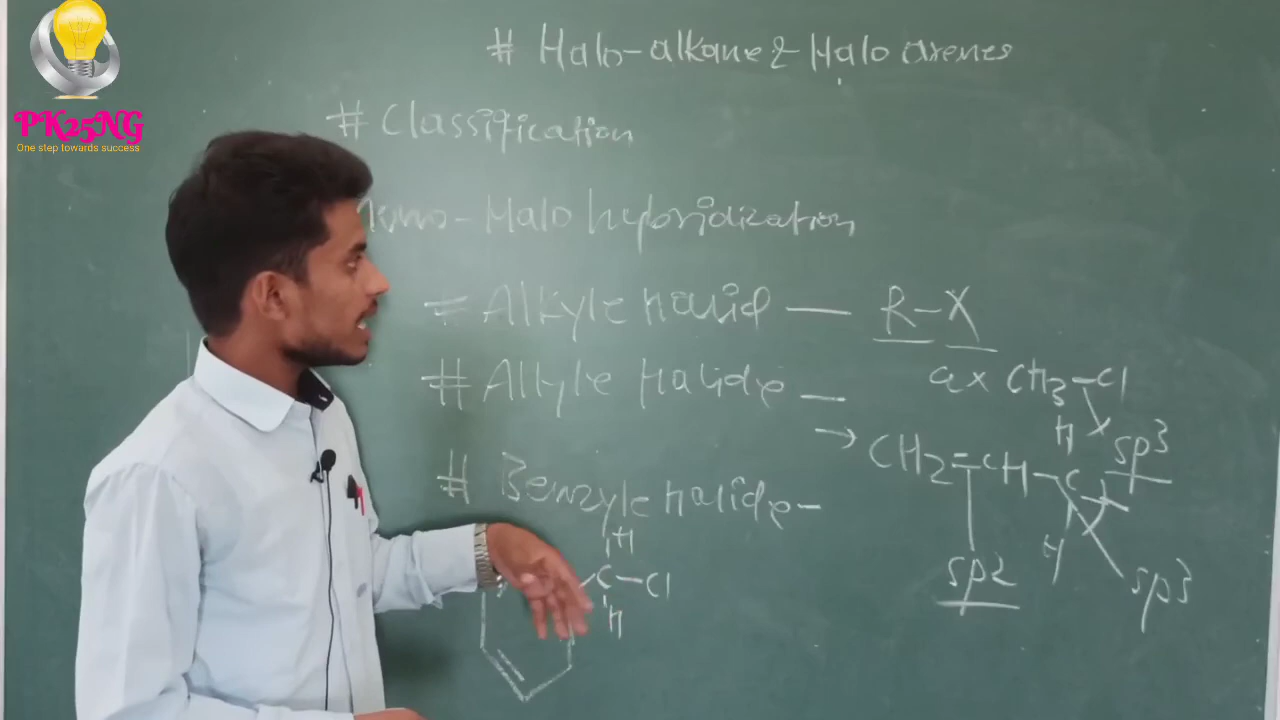 PK25NG
One step towards success
# Halo-alkane & Halo arenes
# Classification
Mono-Halo hybridization
= Alkyle halid — R-X
ex CH3-Cl
sp3
# Allyle Halide —
→ CH2=CH-C-X
H
H
sp2
sp3
# Benzyle halide -
H
C-Cl
H